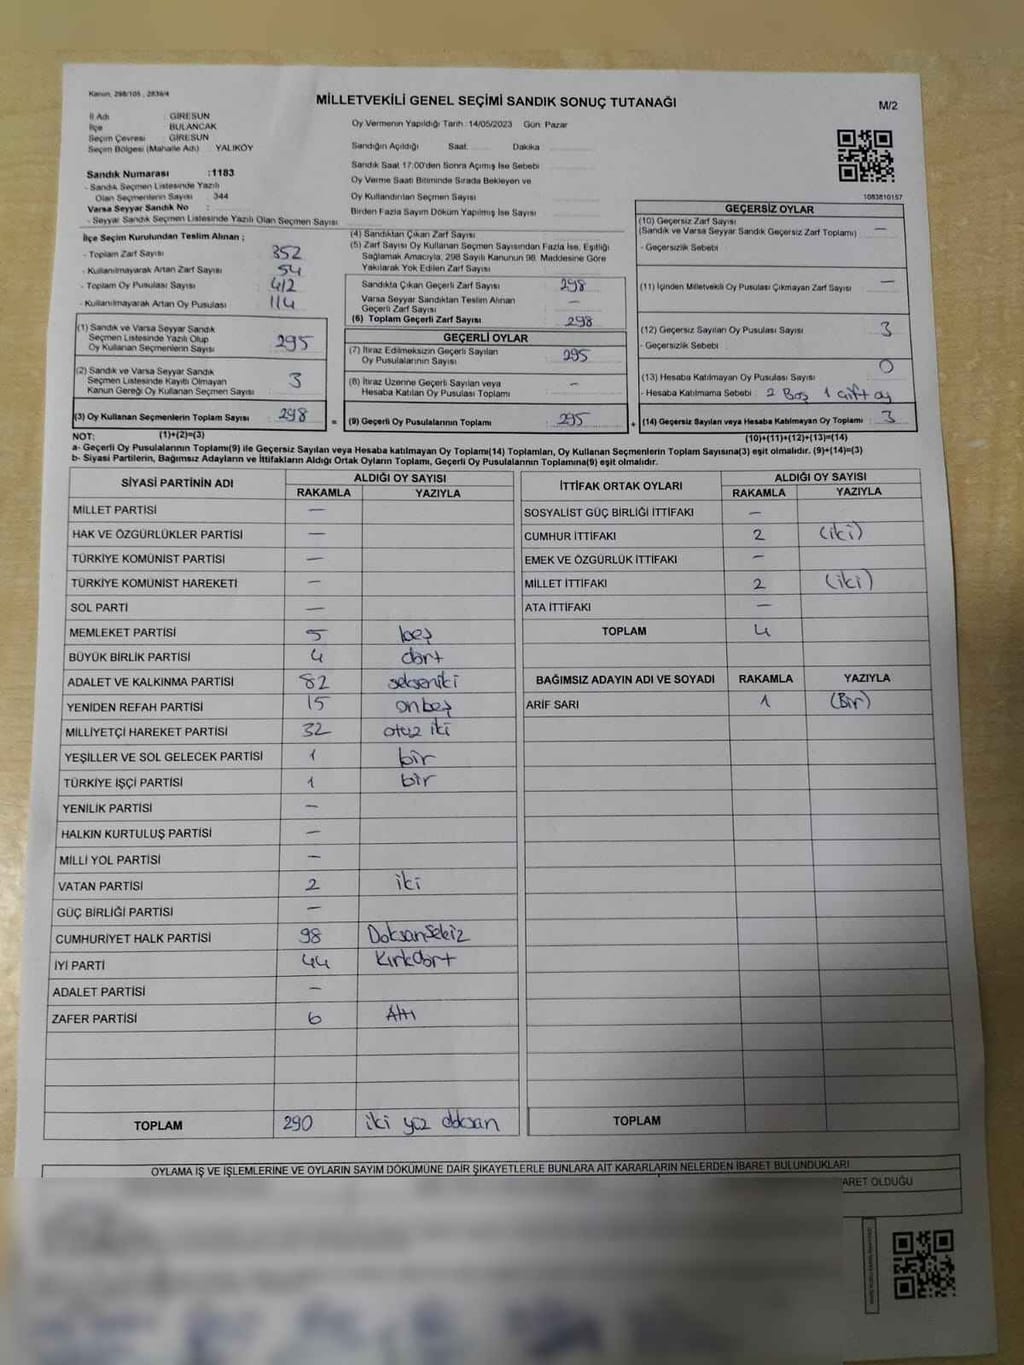 Kanun, 298/105 , 2839/4
MİLLETVEKİLİ GENEL SEÇİMİ SANDIK SONUÇ TUTANAĞI
M/2
İl Adı : GİRESUN
İlçe : BULANCAK
Seçim Çevresi : GİRESUN
Seçim Bölgesi (Mahalle Adı) : YALIKÖY
Oy Vermenin Yapıldığı Tarih :14/05/2023 Gün: Pazar
Sandığın Açıldığı Saat: Dakika
Sandık Saat 17:00'den Sonra Açılmış İse Sebebi
Oy Verme Saati Bitiminde Sırada Bekleyen ve
Oy Kullandırılan Seçmen Sayısı
Birden Fazla Sayım Döküm Yapılmış İse Sayısı
1083810157
Sandık Numarası :1183
- Sandık Seçmen Listesinde Yazılı
Olan Seçmenlerin Sayısı : 344
Varsa Seyyar Sandık No :
- Seyyar Sandık Seçmen Listesinde Yazılı Olan Seçmen Sayısı
İlçe Seçim Kurulundan Teslim Alınan ;
- Toplam Zarf Sayısı 352
- Kullanılmayarak Artan Zarf Sayısı 54
- Toplam Oy Pusulası Sayısı 412
- Kullanılmayarak Artan Oy Pusulası 114
(1) Sandık ve Varsa Seyyar Sandık
Seçmen Listesinde Yazılı Olup
Oy Kullanan Seçmenlerin Sayısı 295
(2) Sandık ve Varsa Seyyar Sandık
Seçmen Listesinde Kayıtlı Olmayan
Kanun Gereği Oy Kullanan Seçmen Sayısı 3
(3) Oy Kullanan Seçmenlerin Toplam Sayısı 298 =
(1)+(2)=(3)
(4) Sandıktan Çıkan Zarf Sayısı
(5) Zarf Sayısı Oy Kullanan Seçmen Sayısından Fazla İse, Eşitliği
Sağlamak Amacıyla, 298 Sayılı Kanunun 98. Maddesine Göre
Yakılarak Yok Edilen Zarf Sayısı
Sandıkta Çıkan Geçerli Zarf Sayısı 298
Varsa Seyyar Sandıktan Teslim Alınan
Geçerli Zarf Sayısı —
(6) Toplam Geçerli Zarf Sayısı 298
GEÇERLİ OYLAR
(7) İtiraz Edilmeksizin Geçerli Sayılan
Oy Pusulalarının Sayısı 295
(8) İtiraz Üzerine Geçerli Sayılan veya
Hesaba Katılan Oy Pusulası Toplamı —
(9) Geçerli Oy Pusulalarının Toplamı 295 +
GEÇERSİZ OYLAR
(10) Geçersiz Zarf Sayısı
(Sandık ve Varsa Seyyar Sandık Geçersiz Zarf Toplamı) —
- Geçersizlik Sebebi
(11) İçinden Milletvekili Oy Pusulası Çıkmayan Zarf Sayısı —
(12) Geçersiz Sayılan Oy Pusulası Sayısı 3
- Geçersizlik Sebebi
(13) Hesaba Katılmayan Oy Pusulası Sayısı 0
- Hesaba Katılmama Sebebi : 2 Boş 1 çift oy
(14) Geçersiz Sayılan veya Hesaba Katılmayan Oy Toplamı 3
(10)+(11)+(12)+(13)=(14)
NOT:
a- Geçerli Oy Pusulalarının Toplamı(9) ile Geçersiz Sayılan veya Hesaba Katılmayan Oy Toplamı(14) Toplamları, Oy Kullanan Seçmenlerin Toplam Sayısına(3) eşit olmalıdır. (9)+(14)=(3)
b- Siyasi Partilerin, Bağımsız Adayların ve İttifakların Aldığı Ortak Oyların Toplamı, Geçerli Oy Pusulalarının Toplamına(9) eşit olmalıdır.
SİYASİ PARTİNİN ADI ALDIĞI OY SAYISI
RAKAMLA YAZIYLA
MİLLET PARTİSİ —
HAK VE ÖZGÜRLÜKLER PARTİSİ —
TÜRKİYE KOMÜNİST PARTİSİ —
TÜRKİYE KOMÜNİST HAREKETİ —
SOL PARTİ —
MEMLEKET PARTİSİ 5 beş
BÜYÜK BİRLİK PARTİSİ 4 dört
ADALET VE KALKINMA PARTİSİ 82 sekseniki
YENİDEN REFAH PARTİSİ 15 onbeş
MİLLİYETÇİ HAREKET PARTİSİ 32 otuz iki
YEŞİLLER VE SOL GELECEK PARTİSİ 1 bir
TÜRKİYE İŞÇİ PARTİSİ 1 bir
YENİLİK PARTİSİ —
HALKIN KURTULUŞ PARTİSİ —
MİLLİ YOL PARTİSİ —
VATAN PARTİSİ 2 iki
GÜÇ BİRLİĞİ PARTİSİ —
CUMHURİYET HALK PARTİSİ 98 Doksansekiz
İYİ PARTİ 44 Kırkdört
ADALET PARTİSİ —
ZAFER PARTİSİ 6 Altı
TOPLAM 290 iki yüz doksan
İTTİFAK ORTAK OYLARI ALDIĞI OY SAYISI
RAKAMLA YAZIYLA
SOSYALİST GÜÇ BİRLİĞİ İTTİFAKI —
CUMHUR İTTİFAKI 2 (iki)
EMEK VE ÖZGÜRLÜK İTTİFAKI —
MİLLET İTTİFAKI 2 (iki)
ATA İTTİFAKI —
TOPLAM 4
BAĞIMSIZ ADAYIN ADI VE SOYADI RAKAMLA YAZIYLA
ARİF SARI 1 (Bir)
TOPLAM
OYLAMA İŞ VE İŞLEMLERİNE VE OYLARIN SAYIM DÖKÜMÜNE DAİR ŞİKAYETLERLE BUNLARA AİT KARARLARIN NELERDEN İBARET BULUNDUKLARI
ARET OLDUĞU